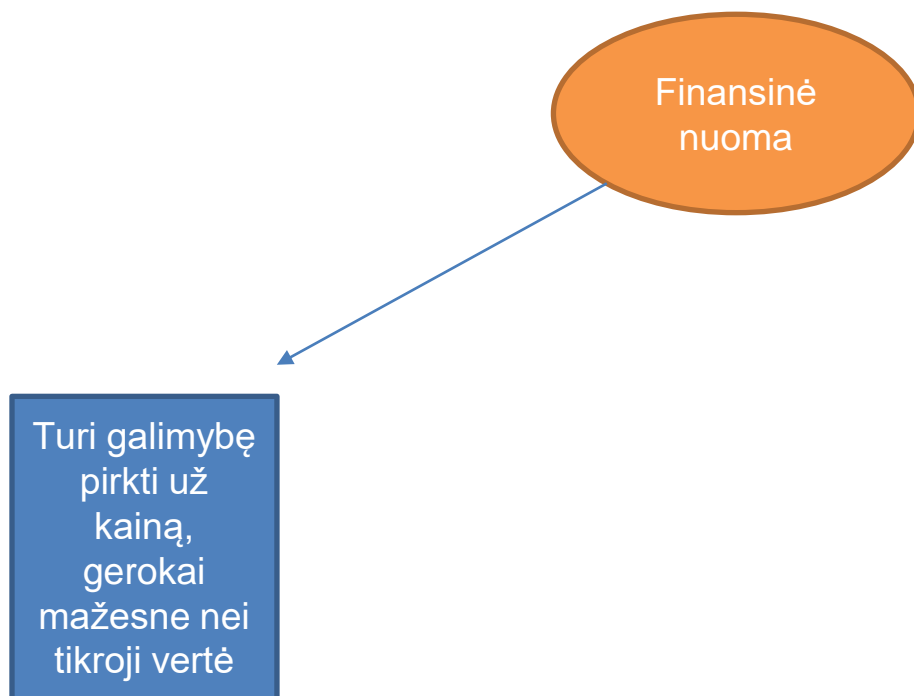 Finansinė
nuoma
Turi galimybę
pirkti už
kainą,
gerokai
mažesne nei
tikroji vertė